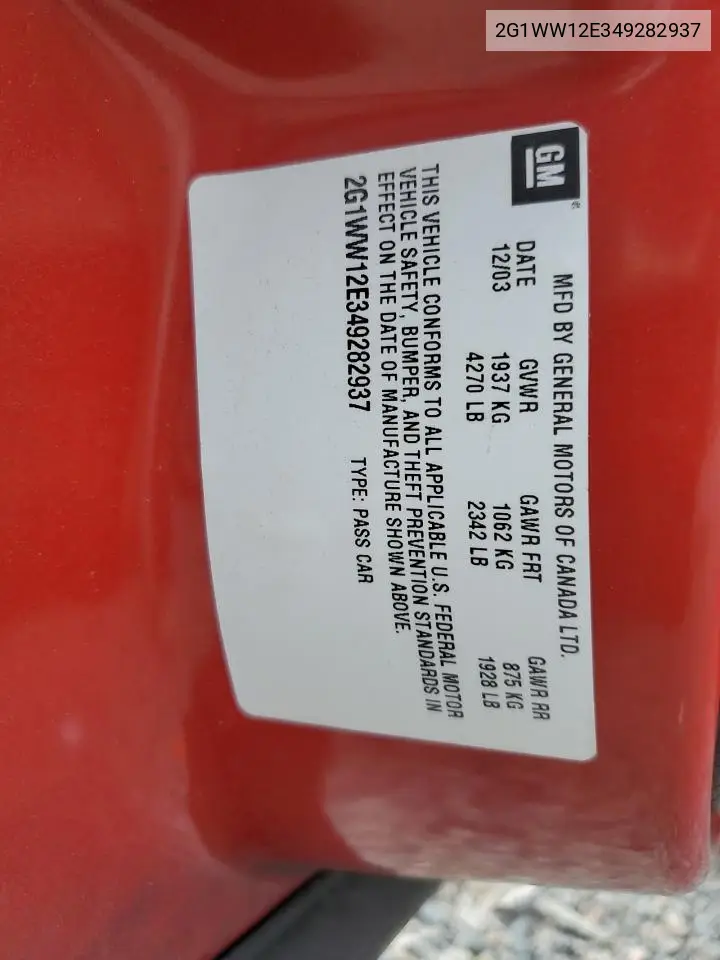 2G1WW12E349282937
GM
MFD BY GENERAL MOTORS OF CANADA LTD.
DATE GVWR GAWR FRT GAWR RR
12/03 1937 KG 1062 KG 875 KG
4270 LB 2342 LB 1928 LB
THIS VEHICLE CONFORMS TO ALL APPLICABLE U.S. FEDERAL MOTOR
VEHICLE SAFETY, BUMPER, AND THEFT PREVENTION STANDARDS IN
EFFECT ON THE DATE OF MANUFACTURE SHOWN ABOVE.
2G1WW12E349282937 TYPE: PASS CAR